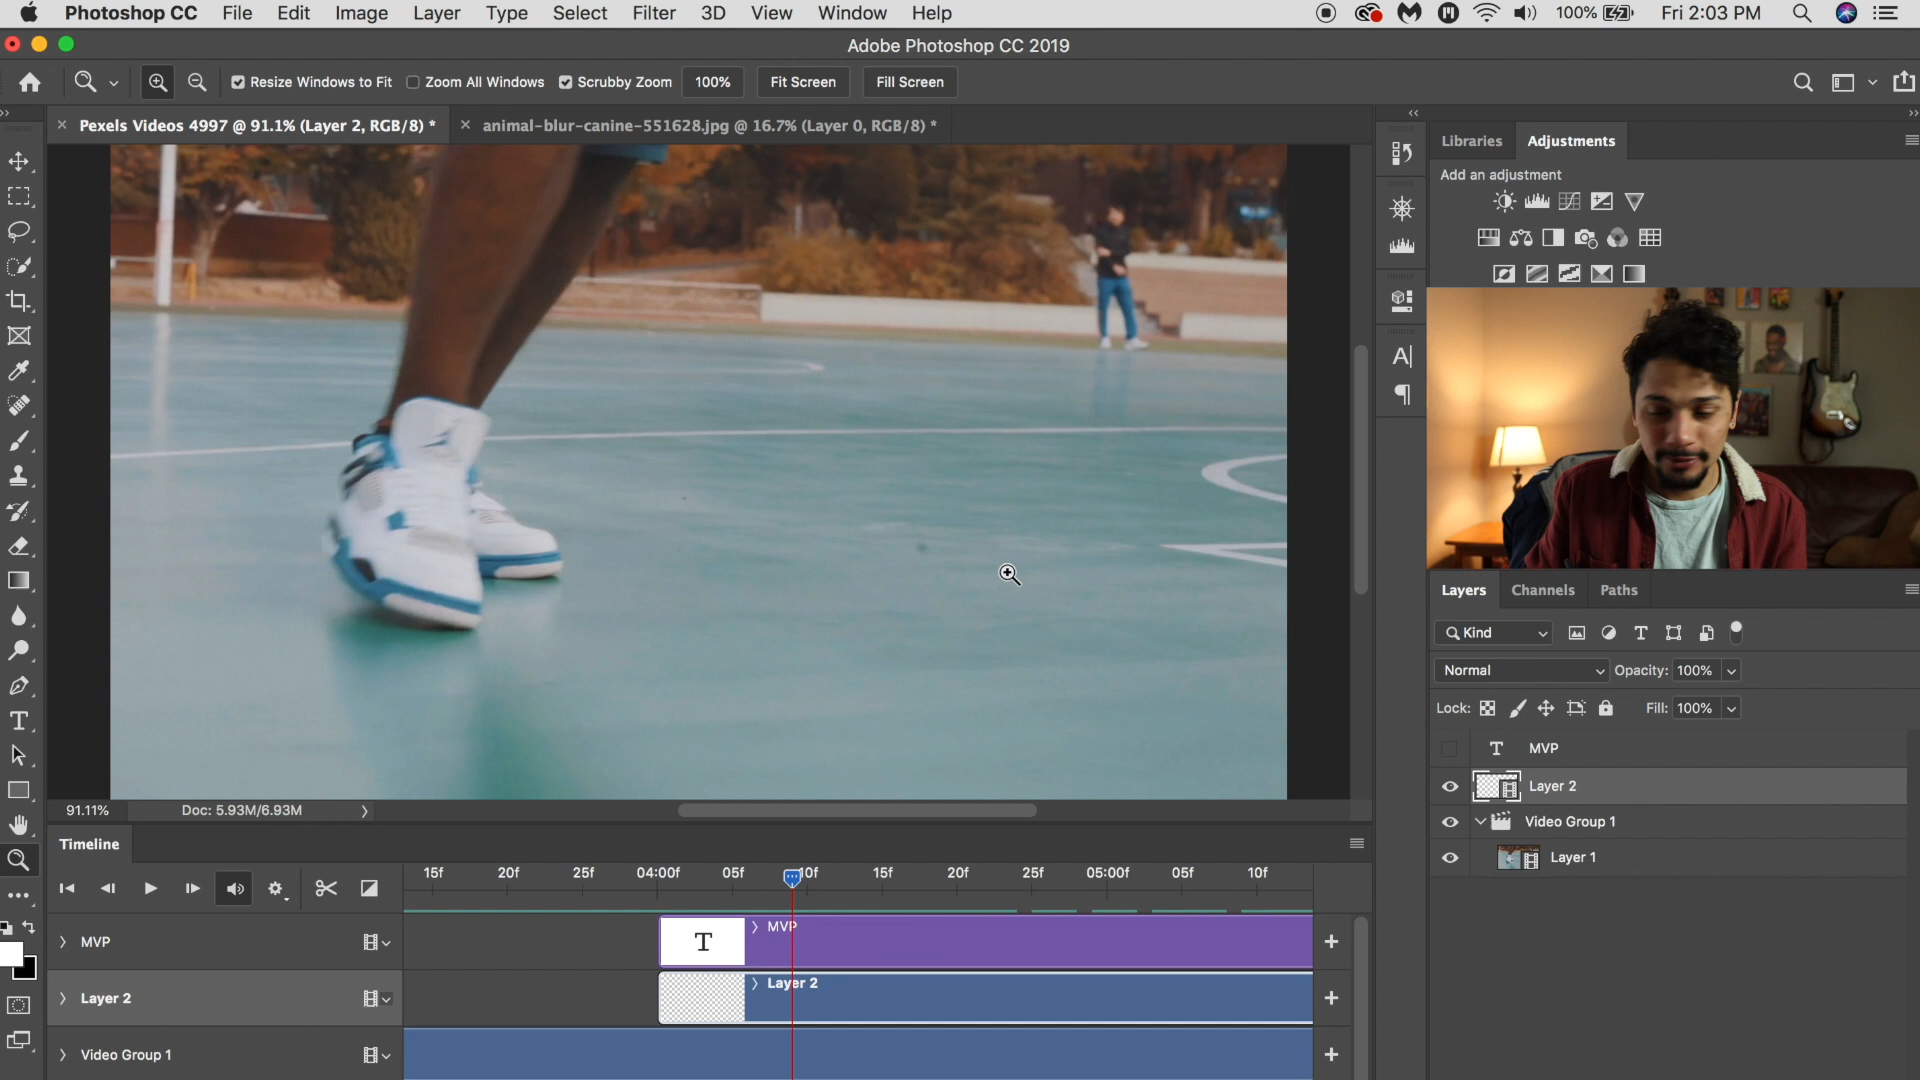 Photoshop CC File Edit Image Layer Type Select Filter 3D View Window Help 100% Fri 2:03 PM
Adobe Photoshop CC 2019
Resize Windows to Fit Zoom All Windows Scrubby Zoom 100% Fit Screen Fill Screen
Pexels Videos 4997 @ 91.1% (Layer 2, RGB/8) * animal-blur-canine-551628.jpg @ 16.7% (Layer 0, RGB/8) *
Libraries Adjustments
Add an adjustment
Layers Channels Paths
Kind
Normal Opacity: 100%
Lock: Fill: 100%
MVP
Layer 2
Video Group 1
Layer 1
91.11% Doc: 5.93M/6.93M
Timeline
15f 20f 25f 04:00f 05f 10f 15f 20f 25f 05:00f 05f 10f
MVP T MVP
Layer 2 Layer 2
Video Group 1